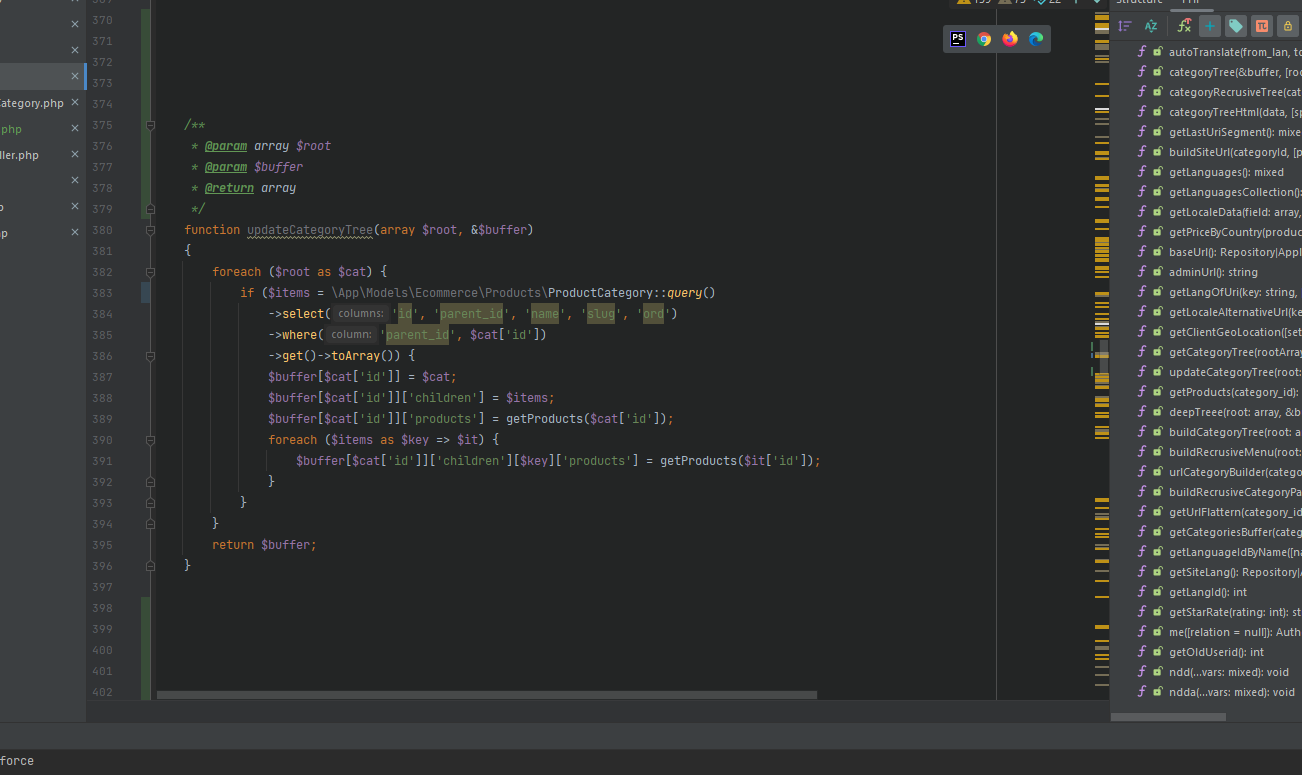 Structure
370
371
372
373
374
Category.php
375 /**
.php
376 * @param array $root
377 * @param $buffer
ller.php
378 * @return array
379 */
380 function updateCategoryTree(array $root, &$buffer)
381 {
382 foreach ($root as $cat) {
383 if ($items = \App\Models\Ecommerce\Products\ProductCategory::query()
384 ->select( columns: 'id', 'parent_id', 'name', 'slug', 'ord')
385 ->where( column: 'parent_id', $cat['id'])
386 ->get()->toArray()) {
387 $buffer[$cat['id']] = $cat;
388 $buffer[$cat['id']]['children'] = $items;
389 $buffer[$cat['id']]['products'] = getProducts($cat['id']);
390 foreach ($items as $key => $it) {
391 $buffer[$cat['id']]['children'][$key]['products'] = getProducts($it['id']);
392 }
393 }
394 }
395 return $buffer;
396 }
397
398
399
400
401
402
PS
autoTranslate(from_lan, to
categoryTree(&buffer, [roo
categoryRecrusiveTree(cat
categoryTreeHtml(data, [sp
getLastUriSegment(): mixe
buildSiteUrl(categoryId, [p
getLanguages(): mixed
getLanguagesCollection():
getLocaleData(field: array,
getPriceByCountry(produc
baseUrl(): Repository|Appl
adminUrl(): string
getLangOfUri(key: string,
getLocaleAlternativeUrl(ke
getClientGeoLocation([set
getCategoryTree(rootArray
updateCategoryTree(root:
getProducts(category_id):
deepTreee(root: array, &b
buildCategoryTree(root: a
buildRecrusiveMenu(root:
urlCategoryBuilder(catego
buildRecrusiveCategoryPa
getUrlFlattern(category_id
getCategoriesBuffer(categ
getLanguageIdByName([na
getSiteLang(): Repository|A
getLangId(): int
getStarRate(rating: int): st
me([relation = null]): Auth
getOldUserid(): int
ndd(...vars: mixed): void
ndda(...vars: mixed): void
force